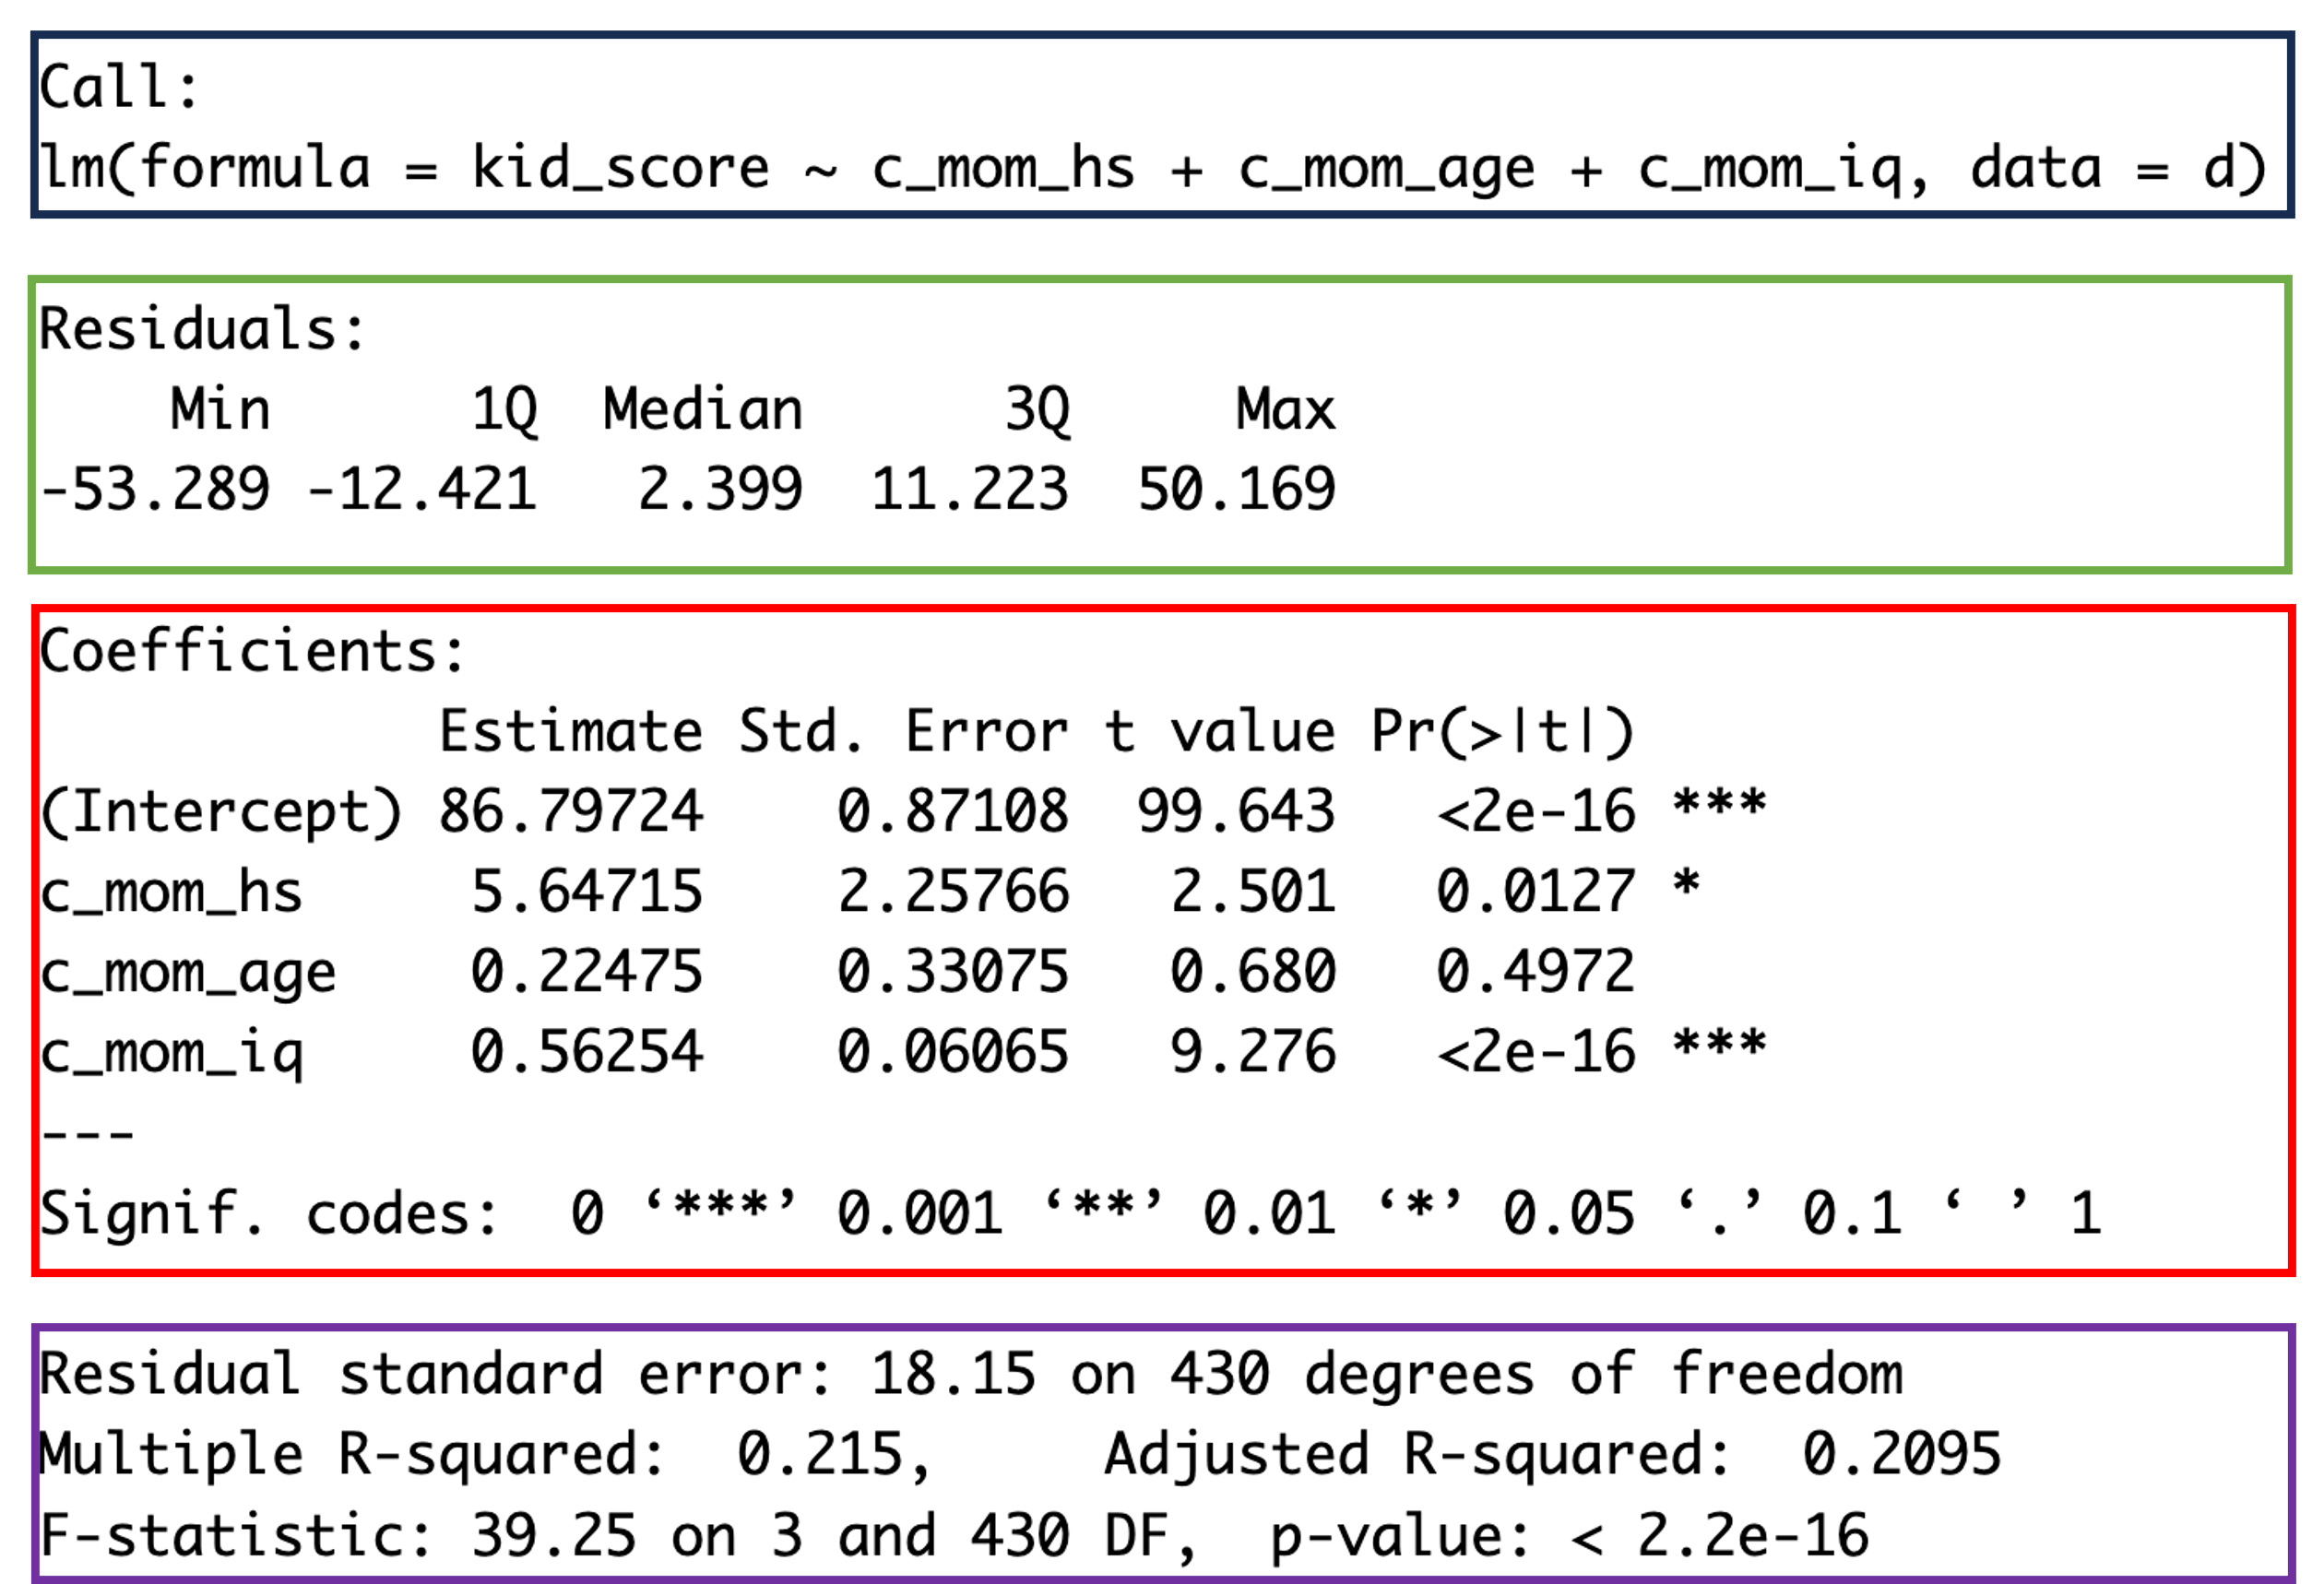 Call:
lm(formula = kid_score ~ c_mom_hs + c_mom_age + c_mom_iq, data = d)
Residuals:
    Min      1Q  Median      3Q     Max
-53.289 -12.421   2.399  11.223  50.169
Coefficients:
            Estimate Std. Error t value Pr(>|t|)
(Intercept) 86.79724    0.87108  99.643   <2e-16 ***
c_mom_hs     5.64715    2.25766   2.501   0.0127 *
c_mom_age    0.22475    0.33075   0.680   0.4972
c_mom_iq     0.56254    0.06065   9.276   <2e-16 ***
---
Signif. codes:  0 ‘***’ 0.001 ‘**’ 0.01 ‘*’ 0.05 ‘.’ 0.1 ‘ ’ 1
Residual standard error: 18.15 on 430 degrees of freedom
Multiple R-squared:  0.215,     Adjusted R-squared:  0.2095
F-statistic: 39.25 on 3 and 430 DF,  p-value: < 2.2e-16